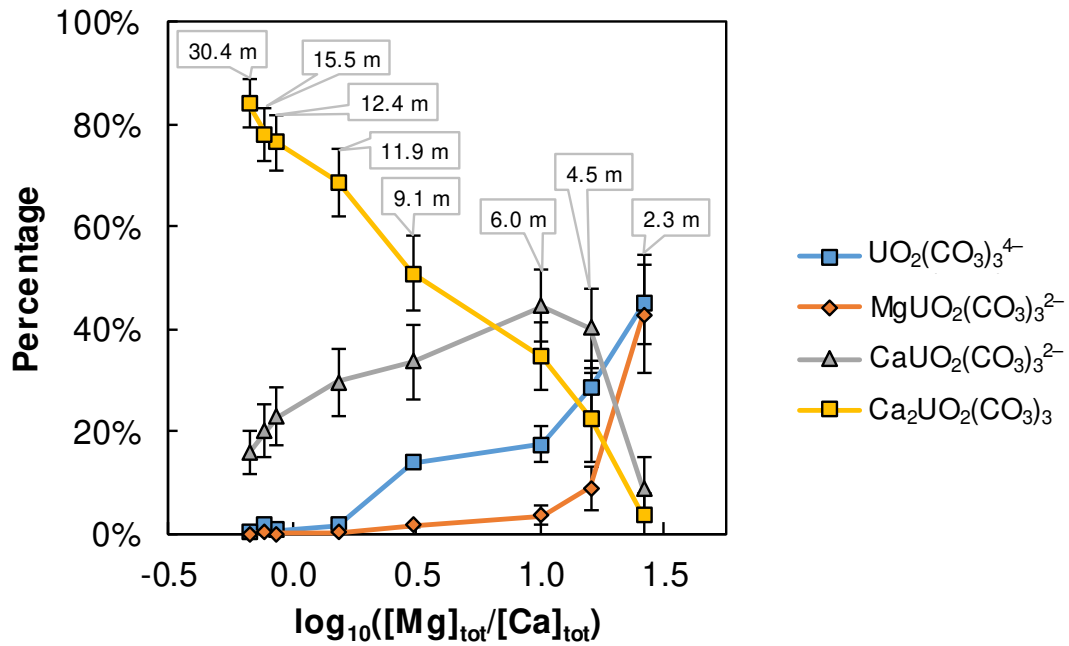 100%
80%
60%
40%
20%
0%
Percentage
30.4 m
15.5 m
12.4 m
11.9 m
9.1 m
6.0 m
4.5 m
2.3 m
-0.5
0.0
0.5
1.0
1.5
log₁₀([Mg]ₜₒₜ/[Ca]ₜₒₜ)
UO₂(CO₃)₃⁴⁻
MgUO₂(CO₃)₃²⁻
CaUO₂(CO₃)₃²⁻
Ca₂UO₂(CO₃)₃